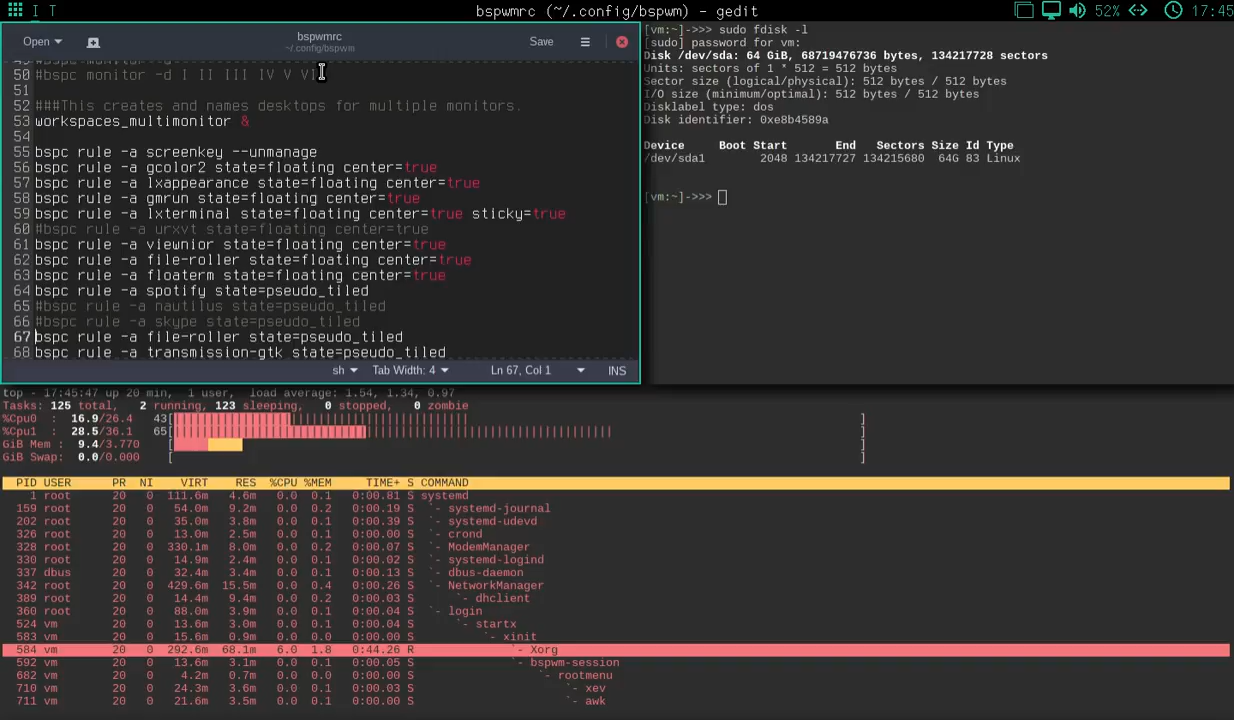 I T
bspwmrc (~/.config/bspwm) - gedit
52%
17:45
Open
bspwmrc
~/.config/bspwm
Save
50 #bspc monitor -d I II III IV V VI
51
52 ###This creates and names desktops for multiple monitors.
53 workspaces_multimonitor &
54
55 bspc rule -a screenkey --unmanage
56 bspc rule -a gcolor2 state=floating center=true
57 bspc rule -a lxappearance state=floating center=true
58 bspc rule -a gmrun state=floating center=true
59 bspc rule -a lxterminal state=floating center=true sticky=true
60 #bspc rule -a urxvt state=floating center=true
61 bspc rule -a viewnior state=floating center=true
62 bspc rule -a file-roller state=floating center=true
63 bspc rule -a floaterm state=floating center=true
64 bspc rule -a spotify state=pseudo_tiled
65 #bspc rule -a nautilus state=pseudo_tiled
66 #bspc rule -a skype state=pseudo_tiled
67 bspc rule -a file-roller state=pseudo_tiled
68 bspc rule -a transmission-gtk state=pseudo_tiled
sh Tab Width: 4 Ln 67, Col 1 INS
[vm:~]->>> sudo fdisk -l
[sudo] password for vm:
Disk /dev/sda: 64 GiB, 68719476736 bytes, 134217728 sectors
Units: sectors of 1 * 512 = 512 bytes
Sector size (logical/physical): 512 bytes / 512 bytes
I/O size (minimum/optimal): 512 bytes / 512 bytes
Disklabel type: dos
Disk identifier: 0xe8b4589a
Device Boot Start End Sectors Size Id Type
/dev/sda1 2048 134217727 134215680 64G 83 Linux
[vm:~]->>>
top - 17:45:47 up 20 min, 1 user, load average: 1.54, 1.34, 0.97
Tasks: 125 total, 2 running, 123 sleeping, 0 stopped, 0 zombie
%Cpu0 : 16.9/26.4 43[|||||||||||||||||||||||||||||||||| ]
%Cpu1 : 28.5/36.1 65[||||||||||||||||||||||||||||||||||||||||||||||||||| ]
GiB Mem : 9.4/3.770 [ ]
GiB Swap: 0.0/0.000 [ ]
PID USER PR NI VIRT RES %CPU %MEM TIME+ S COMMAND
1 root 20 0 111.6m 4.6m 0.0 0.1 0:00.81 S systemd
159 root 20 0 54.0m 9.2m 0.0 0.2 0:00.19 S `- systemd-journal
202 root 20 0 35.0m 3.8m 0.0 0.1 0:00.39 S `- systemd-udevd
326 root 20 0 13.0m 2.5m 0.0 0.1 0:00.00 S `- crond
328 root 20 0 330.1m 8.0m 0.0 0.2 0:00.07 S `- ModemManager
330 root 20 0 14.9m 2.4m 0.0 0.1 0:00.02 S `- systemd-logind
337 dbus 20 0 32.4m 3.4m 0.0 0.1 0:00.13 S `- dbus-daemon
342 root 20 0 429.6m 15.5m 0.0 0.4 0:00.26 S `- NetworkManager
389 root 20 0 14.4m 9.4m 0.0 0.2 0:00.03 S `- dhclient
360 root 20 0 88.0m 3.9m 0.0 0.1 0:00.04 S `- login
524 vm 20 0 13.6m 3.0m 0.0 0.1 0:00.04 S `- startx
583 vm 20 0 15.6m 0.9m 0.0 0.0 0:00.00 S `- xinit
584 vm 20 0 292.6m 68.1m 6.0 1.8 0:44.26 R `- Xorg
592 vm 20 0 13.6m 3.1m 0.0 0.1 0:00.05 S `- bspwm-session
682 vm 20 0 4.2m 0.7m 0.0 0.0 0:00.00 S `- rootmenu
710 vm 20 0 24.3m 3.6m 0.0 0.1 0:00.03 S `- xev
711 vm 20 0 21.6m 3.5m 0.0 0.1 0:00.00 S `- awk